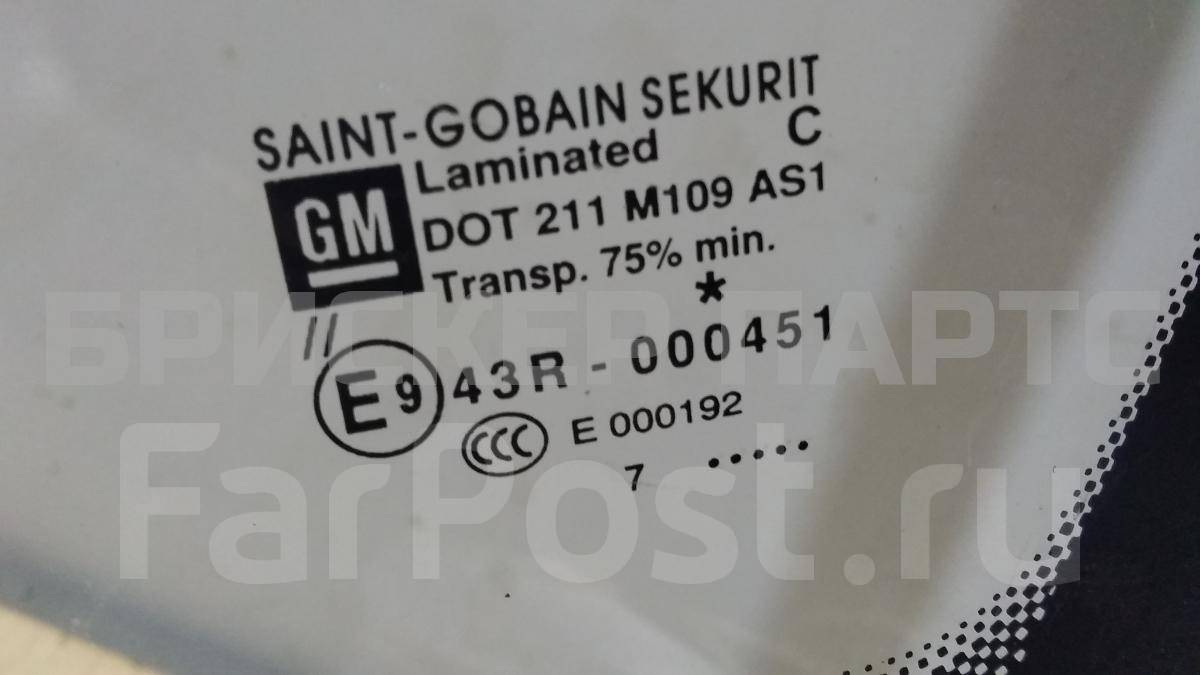 SAINT-GOBAIN SEKURIT
GM
Laminated C
DOT 211 M109 AS1
Transp. 75% min.
*
// E9 43R - 000451
CCC E 000192
7 •••••
БРИСКЕР ПАРТС
FarPost.ru